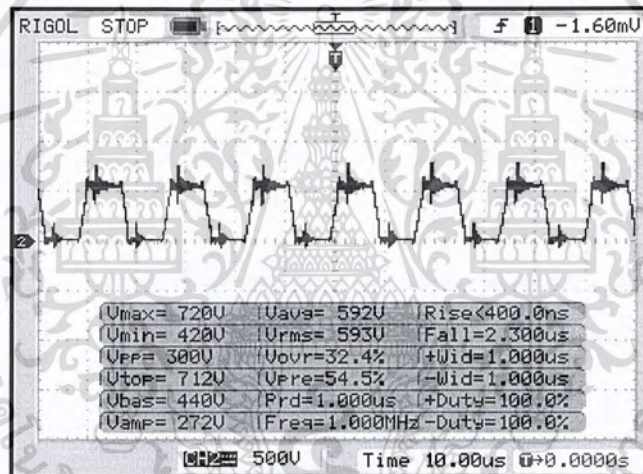 RIGOL STOP T 1 -1.60mV
T
2
Vmax= 720V Vavg= 592V Rise<400.0ns
Vmin= 420V Vrms= 593V Fall=2.300us
Vpp= 300V Vovr=32.4% +Wid=1.000us
Vtop= 712V Vpre=54.5% -Wid=1.000us
Vbas= 440V Prd=1.000us +Duty=100.0%
Vamp= 272V Freq=1.000MHz -Duty=100.0%
CH2 500V Time 10.00us T→0.0000s